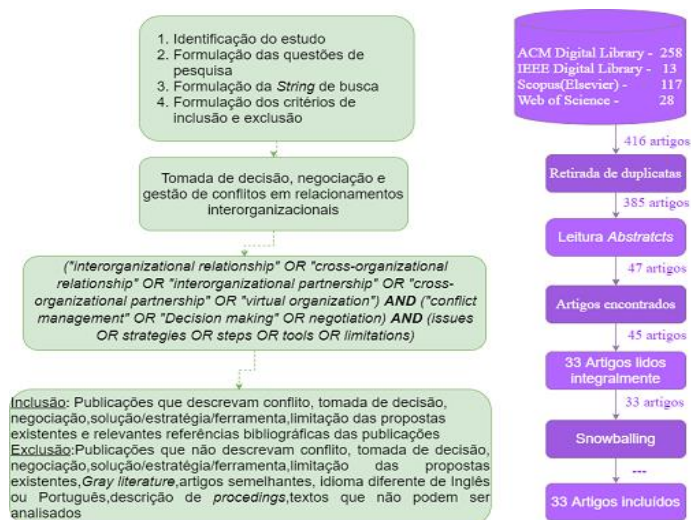 1. Identificação do estudo
2. Formulação das questões de
pesquisa
3. Formulação da String de busca
4. Formulação dos critérios de
inclusão e exclusão
Tomada de decisão, negociação e
gestão de conflitos em relacionamentos
interorganizacionais
("interorganizational relationship" OR "cross-organizational
relationship" OR "interorganizational partnership" OR "cross-
organizational partnership" OR "virtual organization") AND ("conflict
management" OR "Decision making" OR negotiation) AND (issues
OR strategies OR steps OR tools OR limitations)
Inclusão: Publicações que descrevam conflito, tomada de decisão,
negociação,solução/estratégia/ferramenta,limitação das propostas
existentes e relevantes referências bibliográficas das publicações
Exclusão:Publicações que não descrevam conflito, tomada de decisão,
negociação,solução/estratégia/ferramenta,limitação das propostas
existentes,Gray literature,artigos semelhantes, idioma diferente de Inglês
ou Português,descrição de procedings,textos que não podem ser
analisados
ACM Digital Library - 258
IEEE Digital Library - 13
Scopus(Elsevier) - 117
Web of Science - 28
416 artigos
Retirada de duplicatas
385 artigos
Leitura Abstratcts
47 artigos
Artigos encontrados
45 artigos
33 Artigos lidos
integralmente
33 artigos
Snowballing
---
33 Artigos incluídos